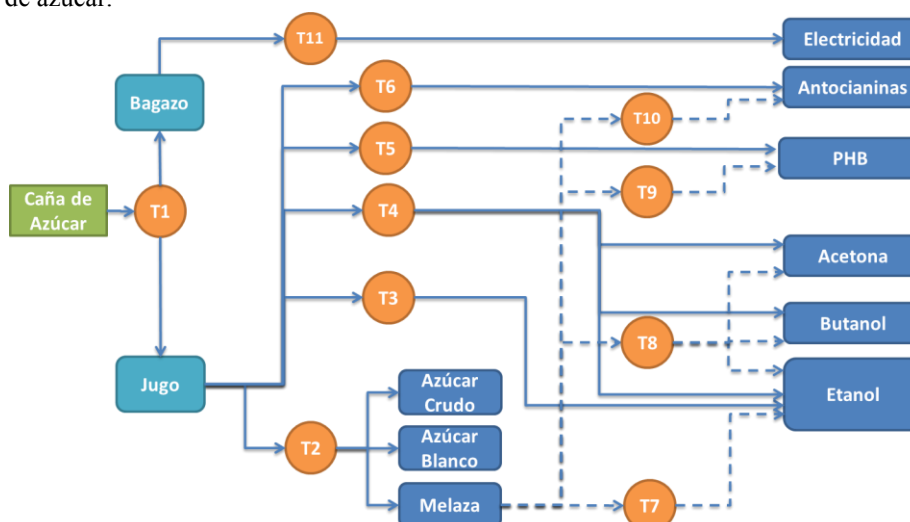 de azúcar.
T11
Electricidad
T6
Antocianinas
Bagazo
T10
T5
PHB
T9
Caña de
Azúcar
T1
T4
Acetona
T3
Butanol
T8
Jugo
Azúcar
Crudo
Etanol
T2
Azúcar
Blanco
Melaza
T7